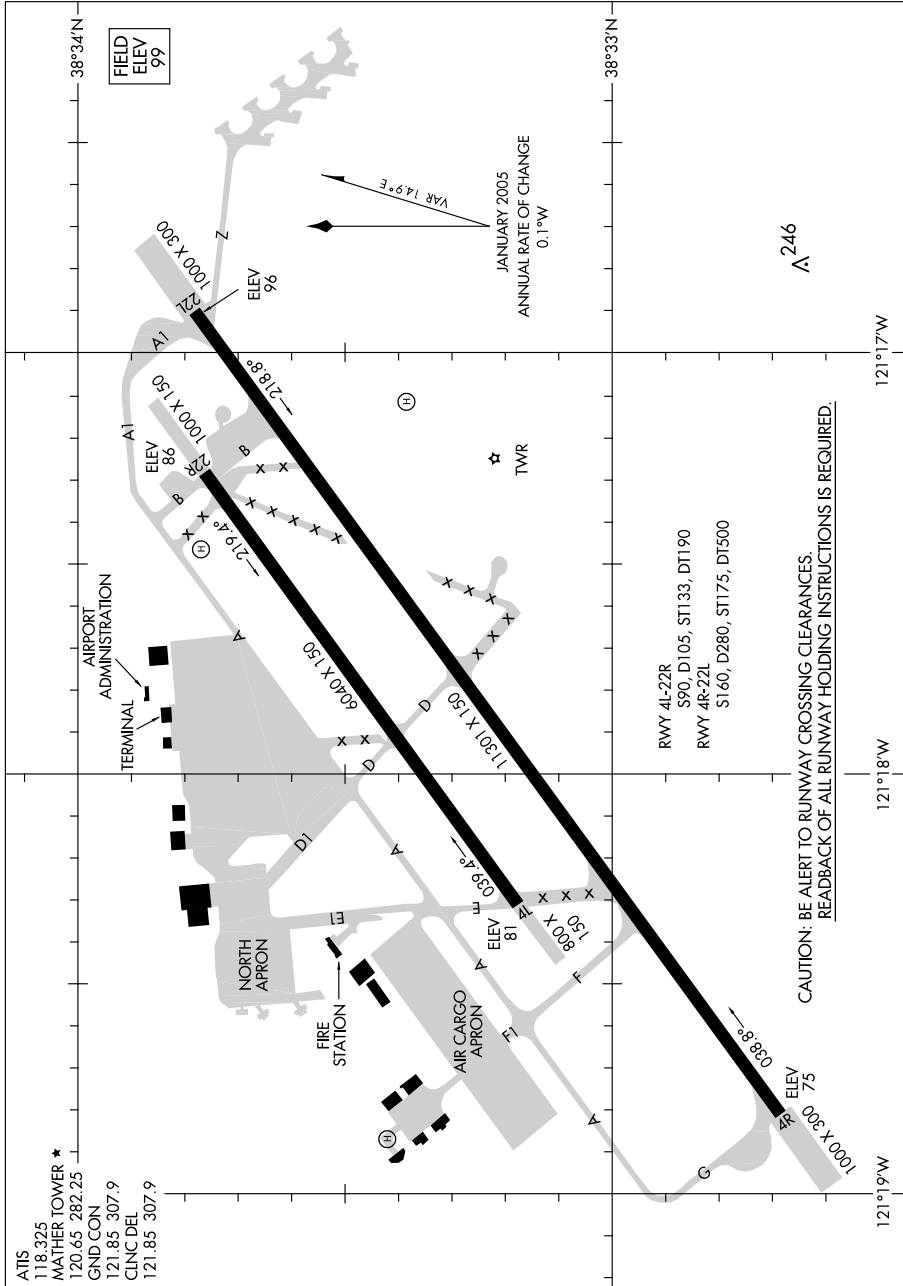 ATIS
118.325
MATHER TOWER ★
120.65 282.25
GND CON
121.85 307.9
CLNC DEL
121.85 307.9
FIELD
ELEV
99
38°34'N
38°33'N
121°19'W
121°18'W
121°17'W
AIRPORT
ADMINISTRATION
TERMINAL
NORTH
APRON
FIRE
STATION
AIR CARGO
APRON
ELEV
86
ELEV
96
ELEV
81
ELEV
75
22R
22L
4L
4R
1000 X 150
1000 X 300
800 X
150
1000 X 300
6040 X 150
11301 X 150
219.4°
218.8°
039.4°
038.8°
A1
A1
B
B
Z
A
A
A
A
D
D
D1
E
E1
F
F1
G
H
H
H
X X
X X
X X X X X
X X
X X X
X X X X
X X X
TWR
VAR 14.9°E
JANUARY 2005
ANNUAL RATE OF CHANGE
0.1°W
246
RWY 4L-22R
S90, D105, ST133, DT190
RWY 4R-22L
S160, D280, ST175, DT500
CAUTION: BE ALERT TO RUNWAY CROSSING CLEARANCES.
READBACK OF ALL RUNWAY HOLDING INSTRUCTIONS IS REQUIRED.